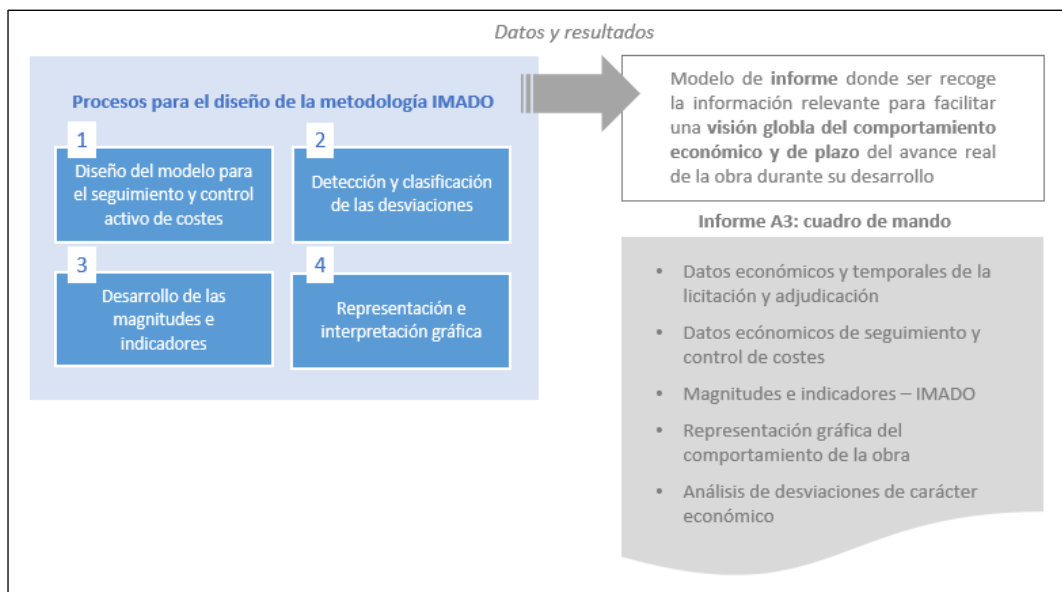 Datos y resultados
Procesos para el diseño de la metodología IMADO
1
Diseño del modelo para
el seguimiento y control
activo de costes
2
Detección y clasificación
de las desviaciones
3
Desarrollo de las
magnitudes e
indicadores
4
Representación e
interpretación gráfica
Modelo de informe donde ser recoge
la información relevante para facilitar
una visión globla del comportamiento
económico y de plazo del avance real
de la obra durante su desarrollo
Informe A3: cuadro de mando
• Datos económicos y temporales de la
licitación y adjudicación
• Datos ecónomicos de seguimiento y
control de costes
• Magnitudes e indicadores – IMADO
• Representación gráfica del
comportamiento de la obra
• Análisis de desviaciones de carácter
económico